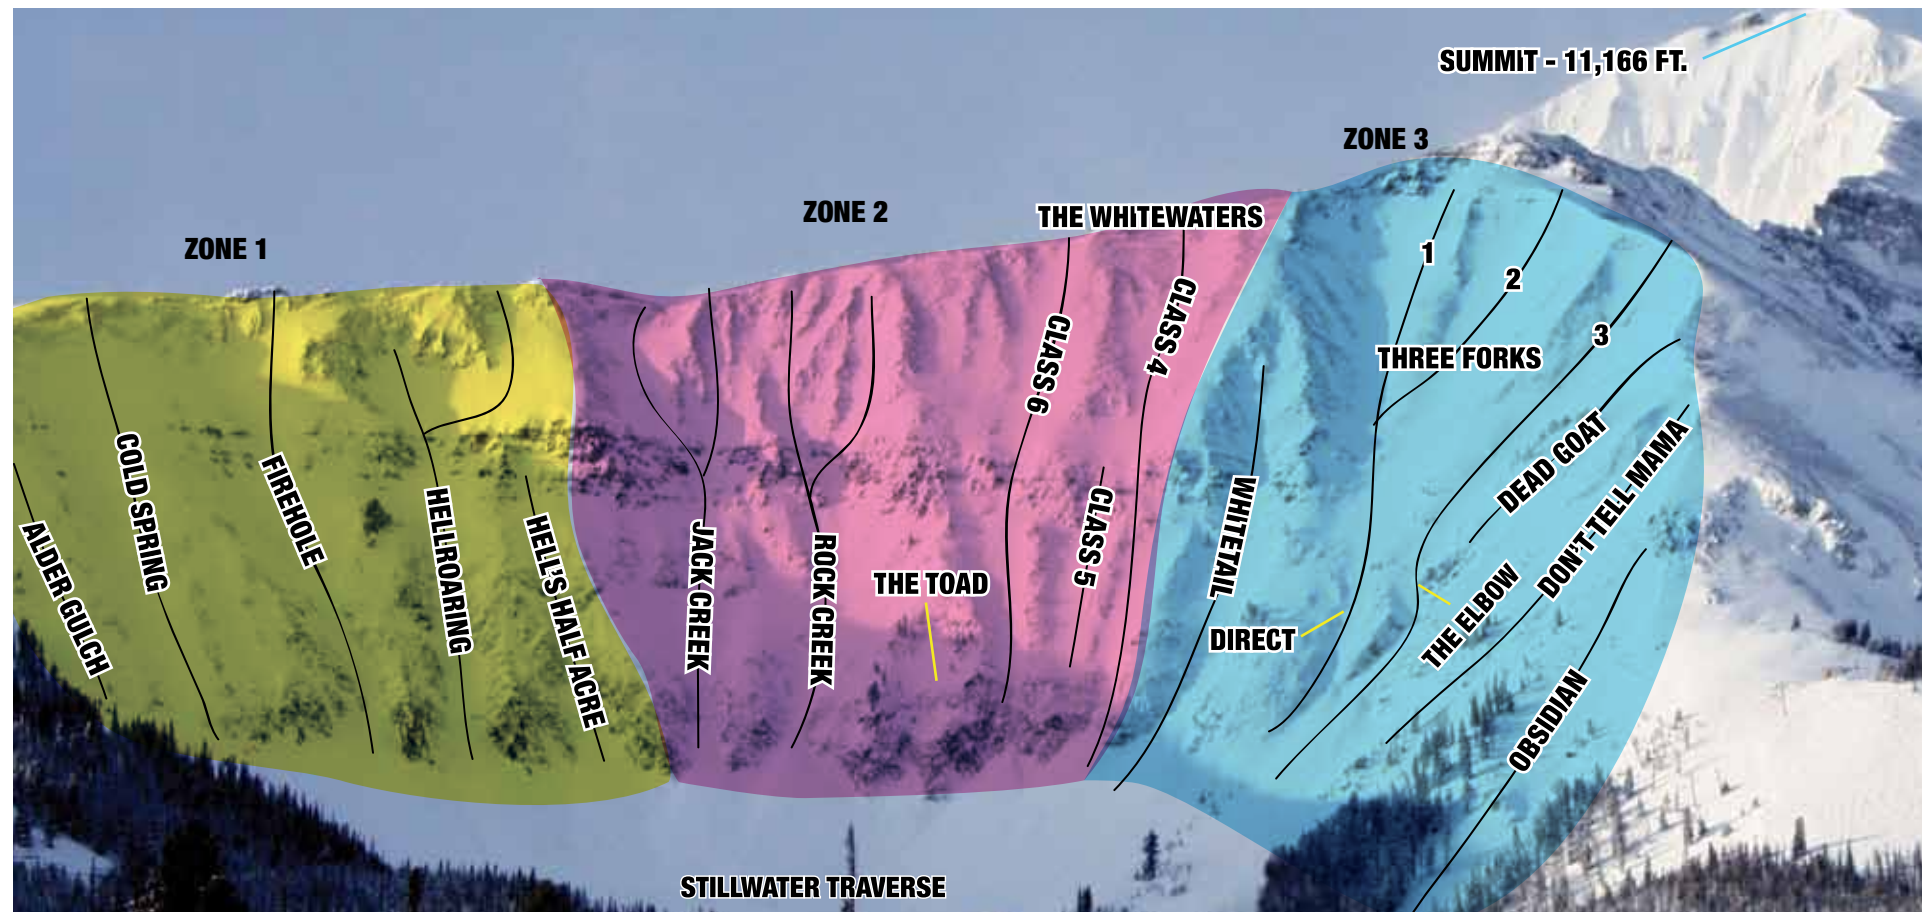 SUMMIT - 11,166 FT.
ZONE 3
ZONE 2
THE WHITEWATERS
ZONE 1
1
2
3
CLASS 6
CLASS 4
THREE FORKS
COLD SPRING
FIREHOLE
HELLROARING
ALDER GULCH
HELL'S HALF ACRE
JACK CREEK
ROCK CREEK
THE TOAD
CLASS 5
WHITETAIL
DIRECT
THE ELBOW
DEAD GOAT
DON'T-TELL-MAMA
OBSIDIAN
STILLWATER TRAVERSE